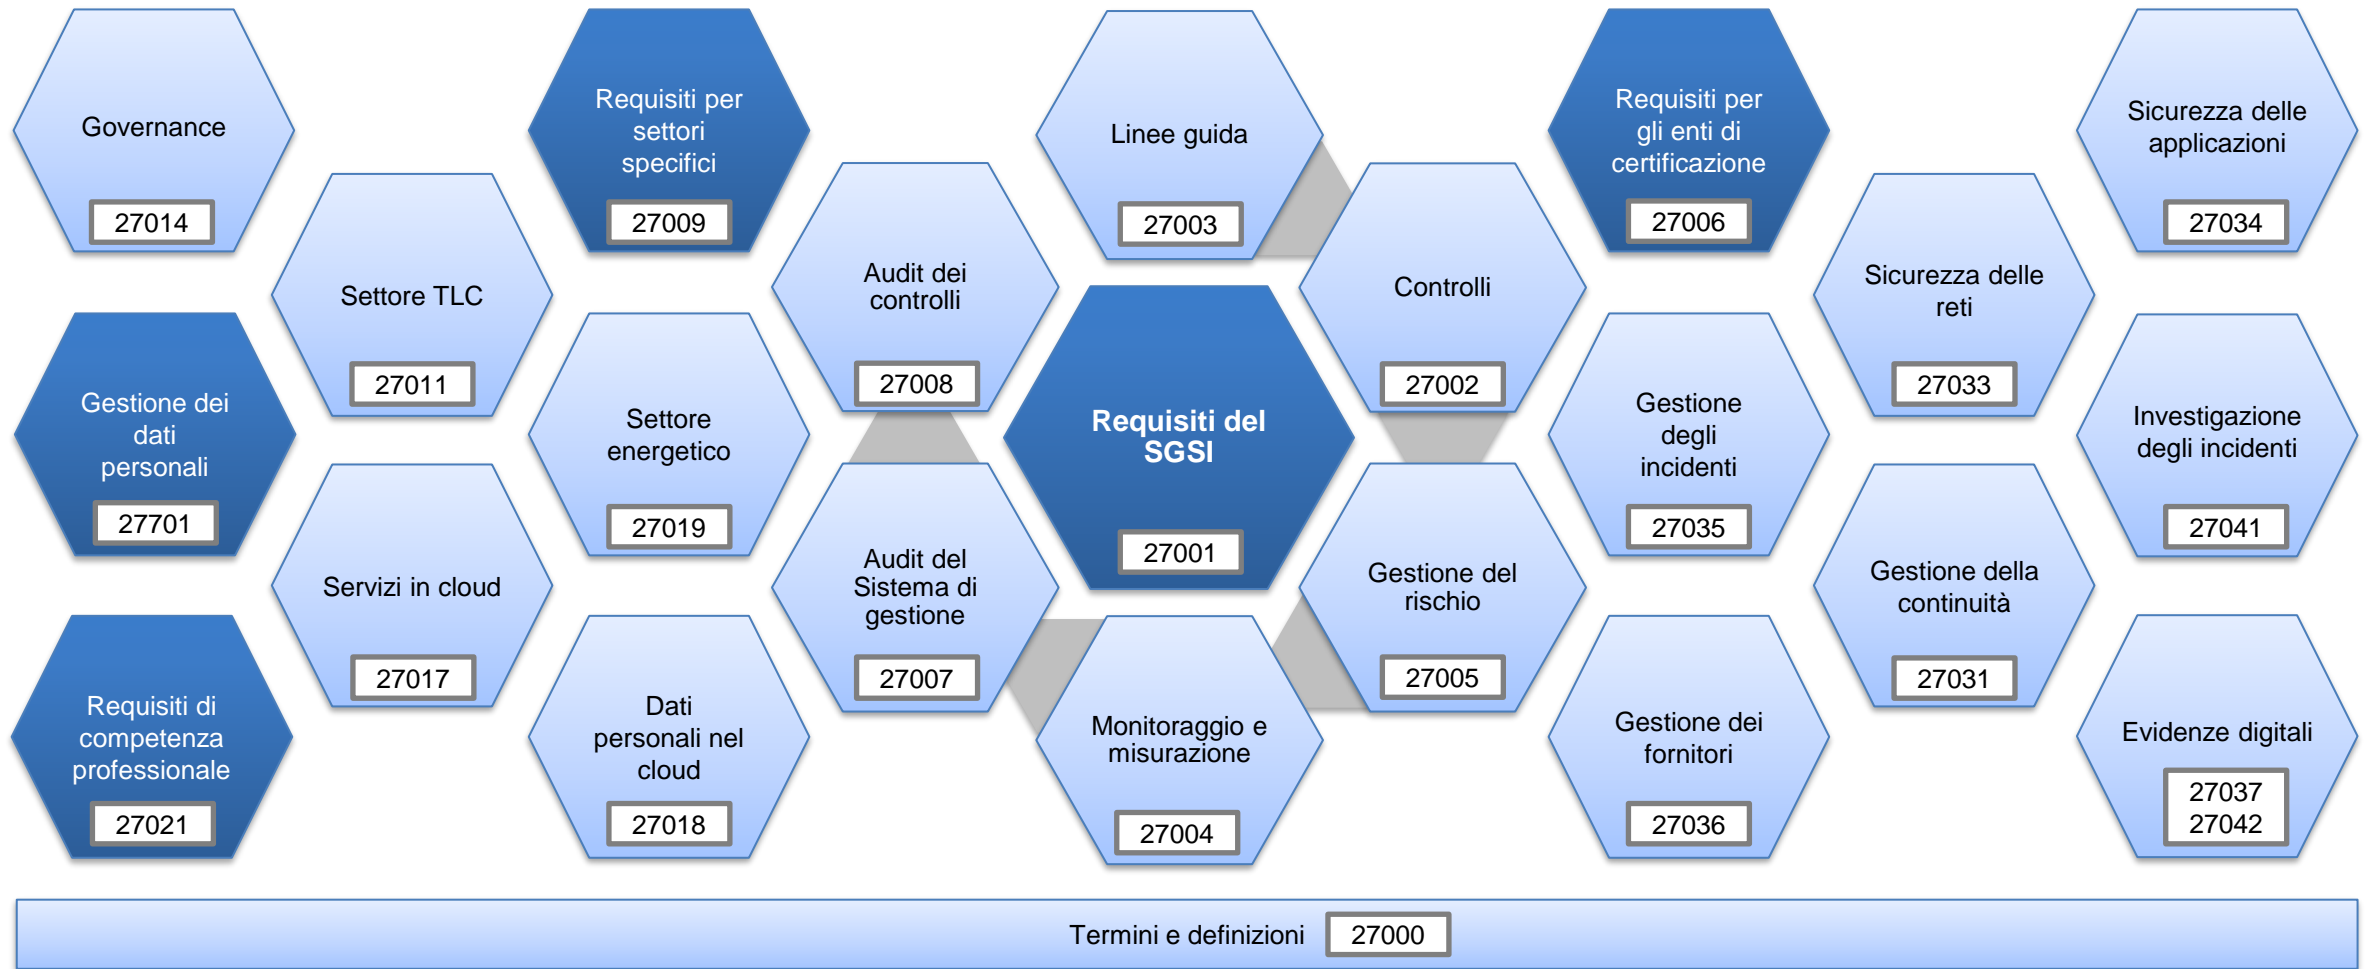 Governance
27014
Requisiti per
settori
specifici
27009
Linee guida
27003
Requisiti per
gli enti di
certificazione
27006
Sicurezza delle
applicazioni
27034
Settore TLC
27011
Audit dei
controlli
27008
Controlli
27002
Sicurezza delle
reti
27033
Gestione dei
dati
personali
27701
Settore
energetico
27019
Requisiti del
SGSI
27001
Gestione
degli
incidenti
27035
Investigazione
degli incidenti
27041
Servizi in cloud
27017
Audit del
Sistema di
gestione
27007
Gestione del
rischio
27005
Gestione della
continuità
27031
Requisiti di
competenza
professionale
27021
Dati
personali nel
cloud
27018
Monitoraggio e
misurazione
27004
Gestione dei
fornitori
27036
Evidenze digitali
27037
27042
Termini e definizioni 27000